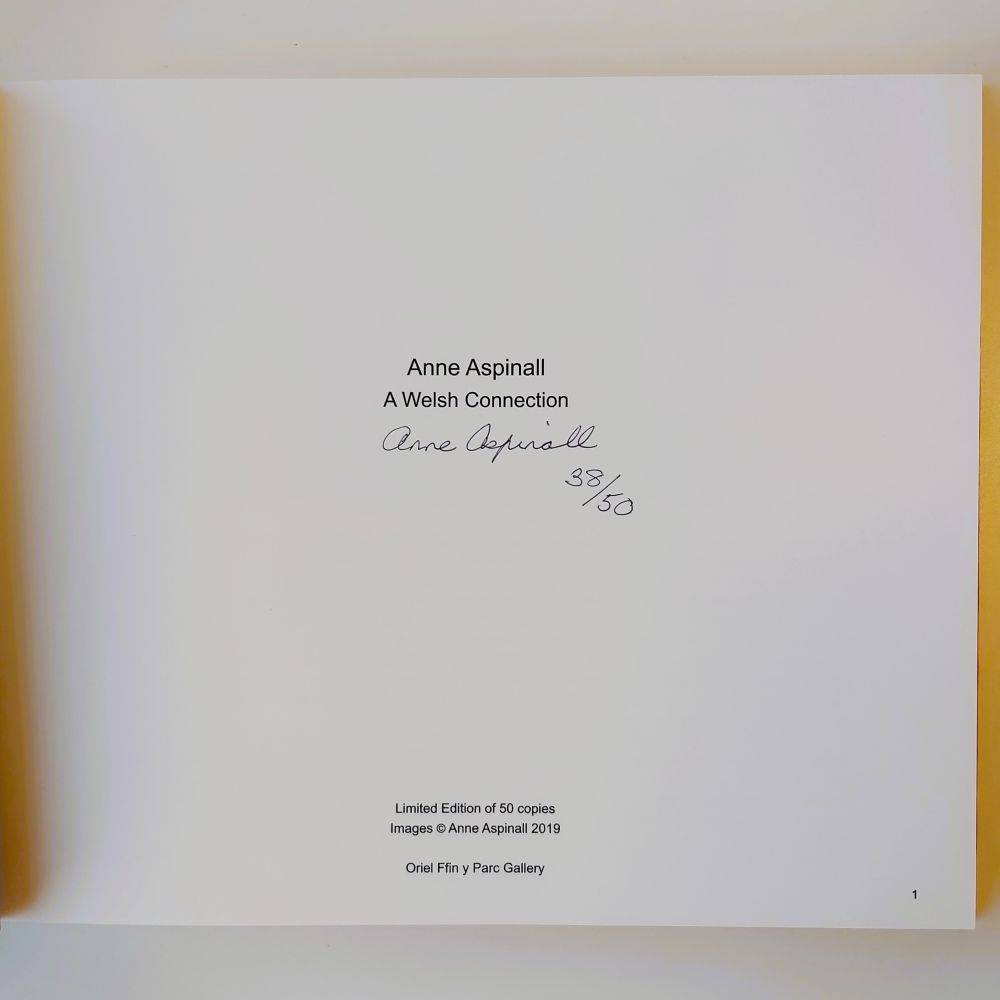 Anne Aspinall
A Welsh Connection
Anne Aspinall
38/50
Limited Edition of 50 copies
Images © Anne Aspinall 2019
Oriel Ffin y Parc Gallery
1